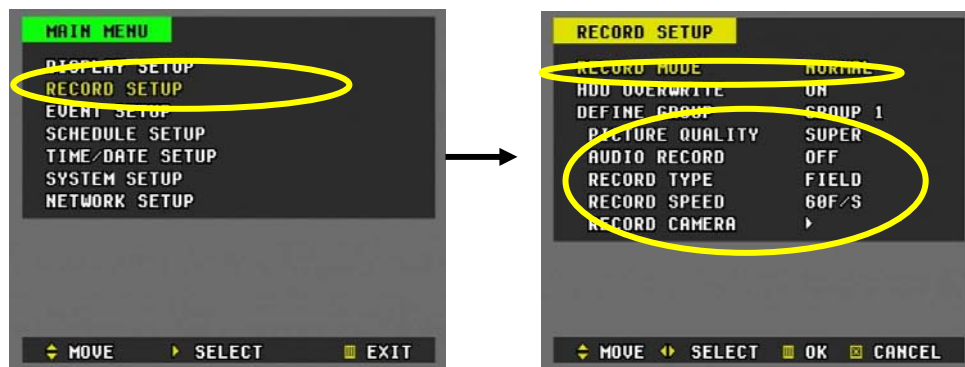 MAIN MENU
DISPLAY SETUP
RECORD SETUP
EVENT SETUP
SCHEDULE SETUP
TIME/DATE SETUP
SYSTEM SETUP
NETWORK SETUP
MOVE SELECT EXIT
RECORD SETUP
RECORD MODE NORMAL
HDD OVERWRITE ON
DEFINE GROUP GROUP 1
PICTURE QUALITY SUPER
AUDIO RECORD OFF
RECORD TYPE FIELD
RECORD SPEED 60F/S
RECORD CAMERA
MOVE SELECT OK CANCEL